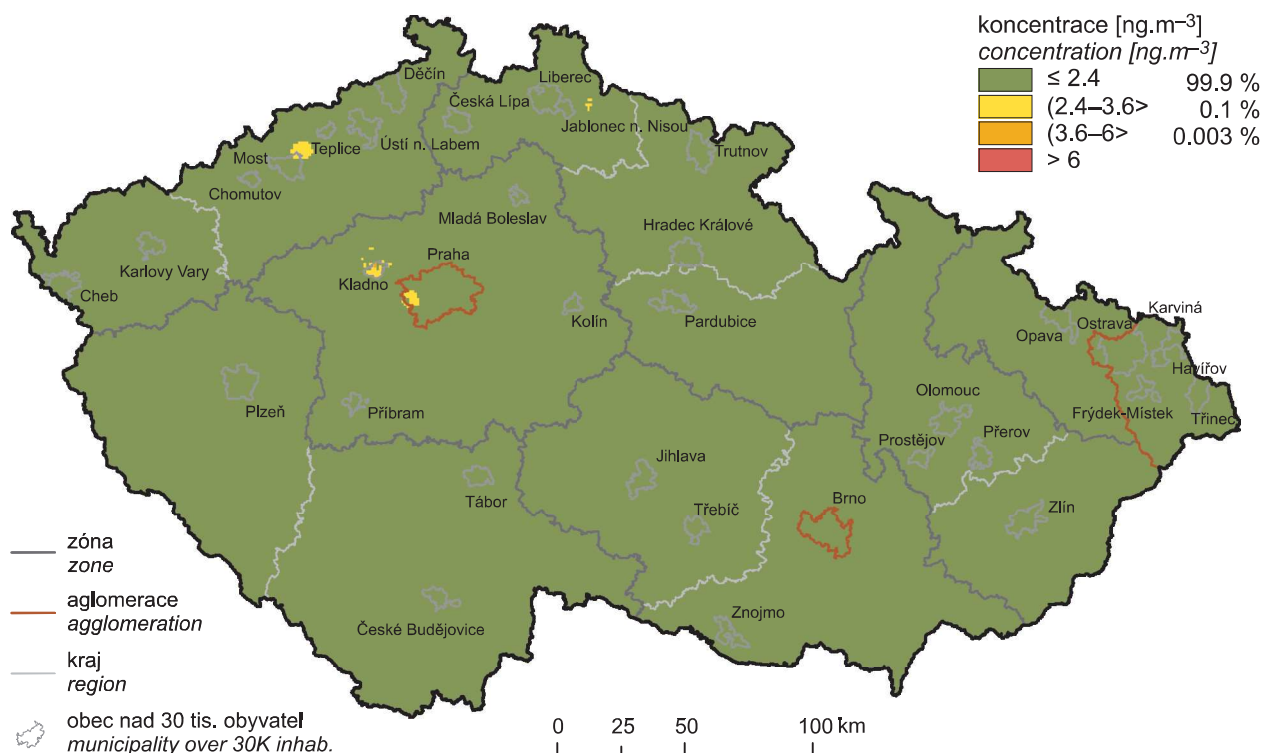 koncentrace [ng.m–3]
concentration [ng.m–3]
≤ 2.4 99.9 %
(2.4–3.6> 0.1 %
(3.6–6> 0.003 %
> 6
Děčín
Liberec
Česká Lípa
Jablonec n. Nisou
Ústí n. Labem
Teplice
Most
Trutnov
Chomutov
Mladá Boleslav
Hradec Králové
Karlovy Vary
Praha
Kladno
Cheb
Kolín
Pardubice
Karviná
Opava
Ostrava
Havířov
Plzeň
Příbram
Olomouc
Frýdek-Místek
Třinec
Prostějov
Přerov
Jihlava
Tábor
Třebíč
Brno
Zlín
České Budějovice
Znojmo
zóna
zone
aglomerace
agglomeration
kraj
region
obec nad 30 tis. obyvatel
municipality over 30K inhab.
0 25 50 100 km